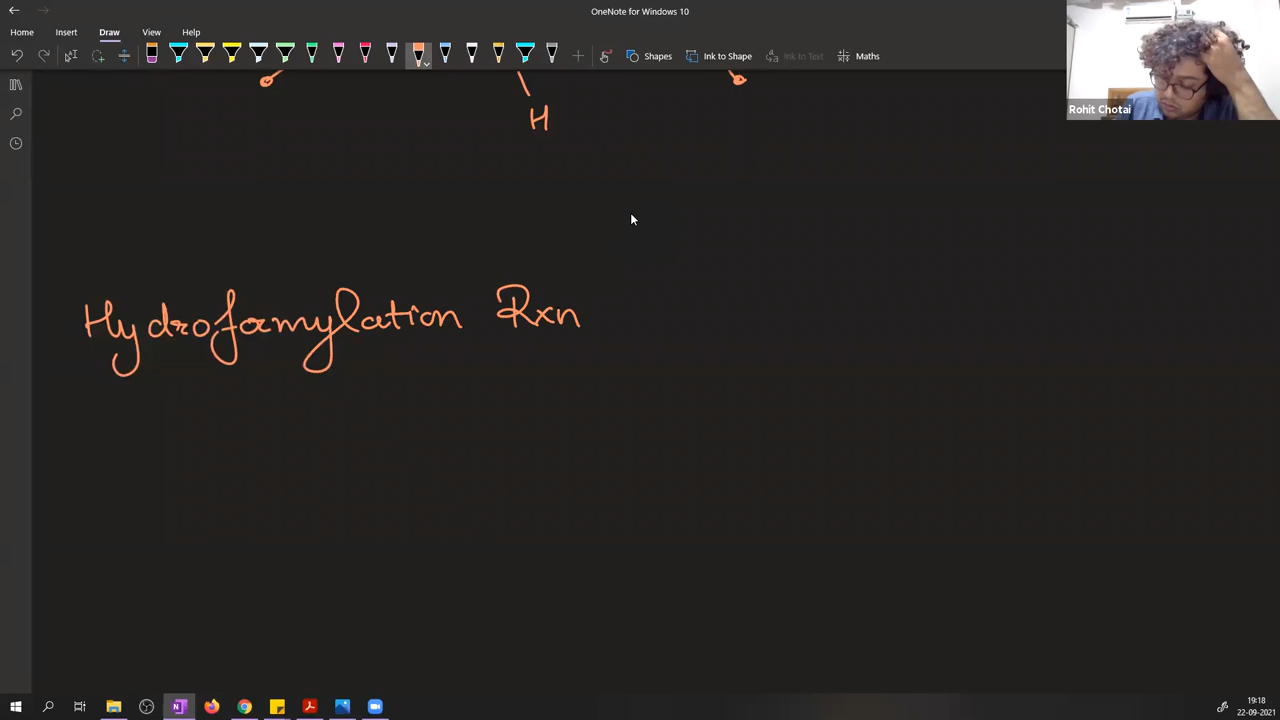 OneNote for Windows 10
Home Insert Draw View Help
Shapes Ink to Shape Ink to Text Maths
Rohit Chotai
H
Hydroformylation Rxn
19:18
22-09-2021